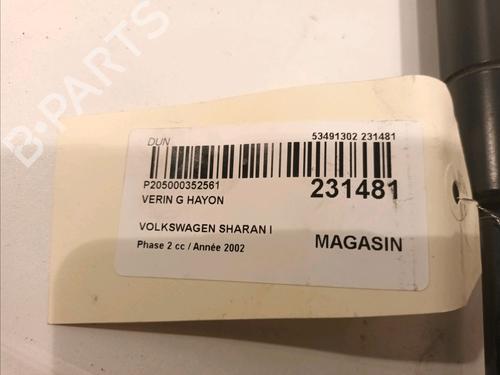 B-PARTS
DUN
53491302 231481
P205000352561
231481
VERIN G HAYON
VOLKSWAGEN SHARAN I
MAGASIN
Phase 2 cc / Année 2002